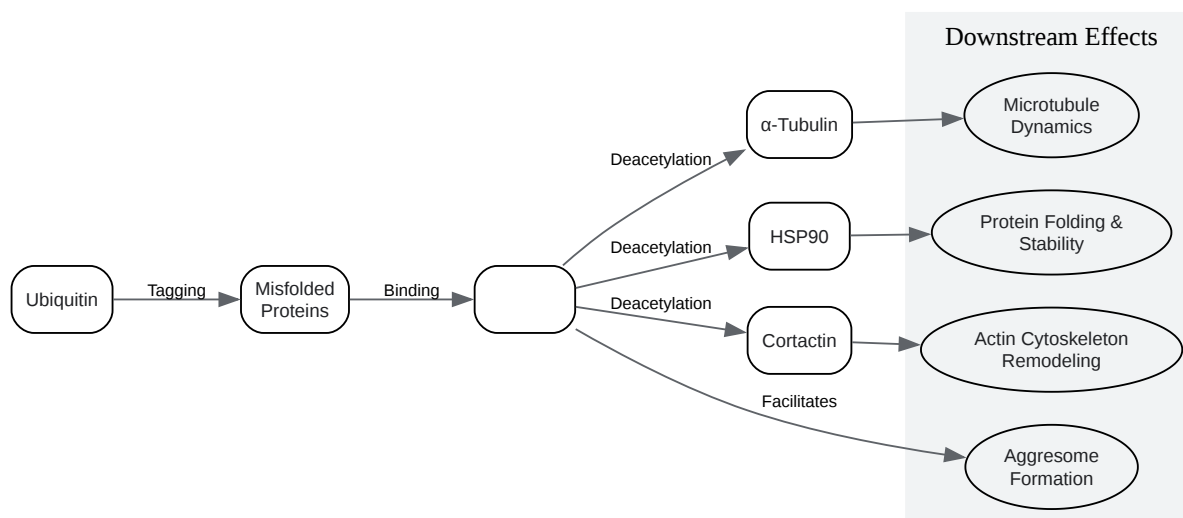 Downstream Effects
Microtubule
Dynamics
α-Tubulin
Deacetylation
Protein Folding &
Stability
HSP90
Deacetylation
Ubiquitin
Tagging
Misfolded
Proteins
Binding
Deacetylation
Cortactin
Actin Cytoskeleton
Remodeling
Facilitates
Aggresome
Formation